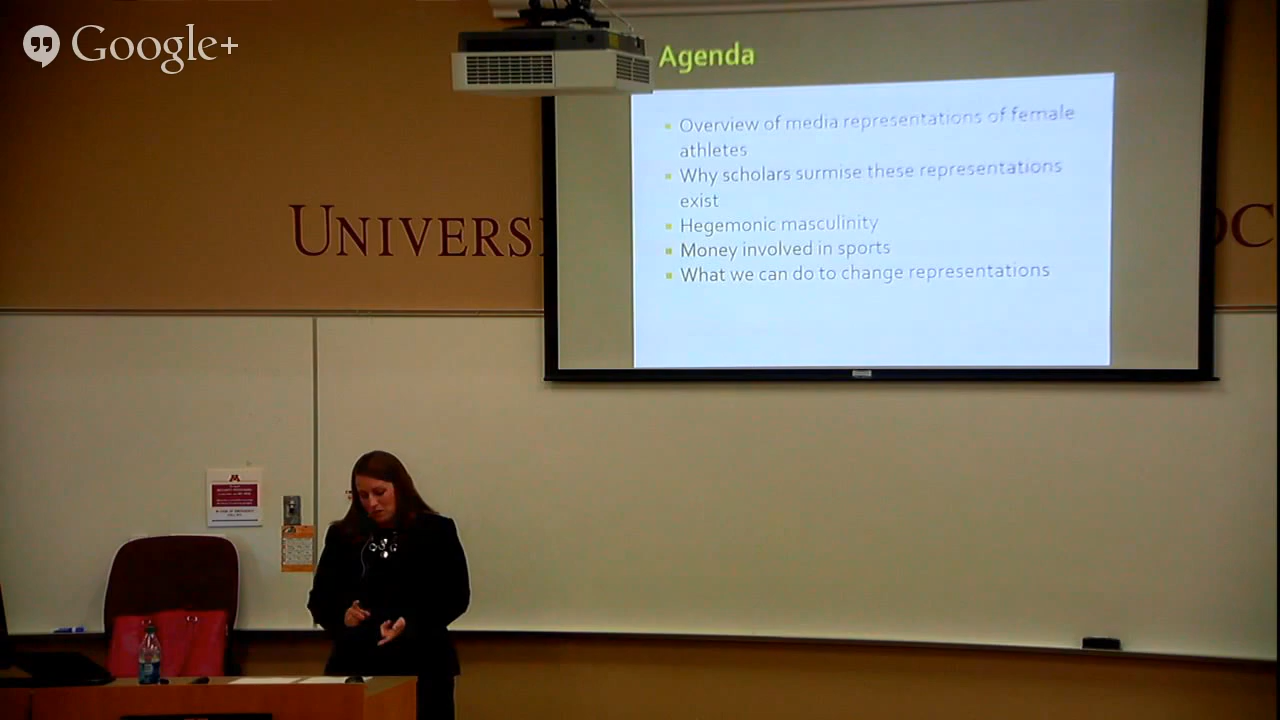 Google+
Agenda
Overview of media representations of female
athletes
Why scholars surmise these representations
exist
Hegemonic masculinity
Money involved in sports
What we can do to change representations
UNIVERSI
OC
M